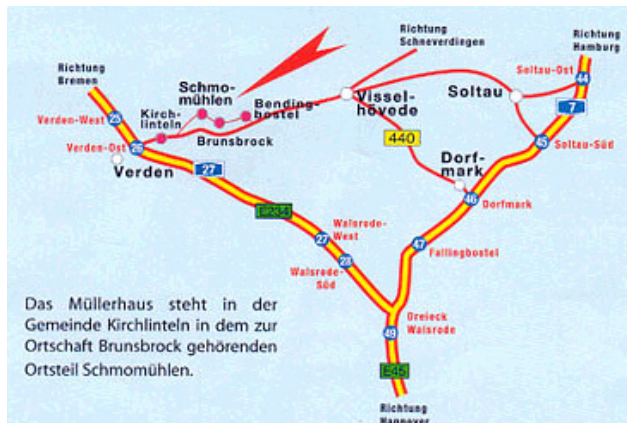 Richtung
Schneverdingen
Richtung
Hamburg
Richtung
Bremen
Schmo-
mühlen
Soltau-Ost
44
7
Verden-West
25
Kirch-
linteln
Bending-
bostel
Vissel-
hövede
Soltau
Brunsbrock
440
45
Soltau-Süd
Verden-Ost
26
Verden
27
Dorf-
mark
46
Dorfmark
E234
Walsrode-
West
27
47
Fallingbostel
28
Walsrode-
Süd
Dreieck
Walsrode
49
E45
Richtung
Hannover
Das Müllerhaus steht in der
Gemeinde Kirchlinteln in dem zur
Ortschaft Brunsbrock gehörenden
Ortsteil Schmomühlen.